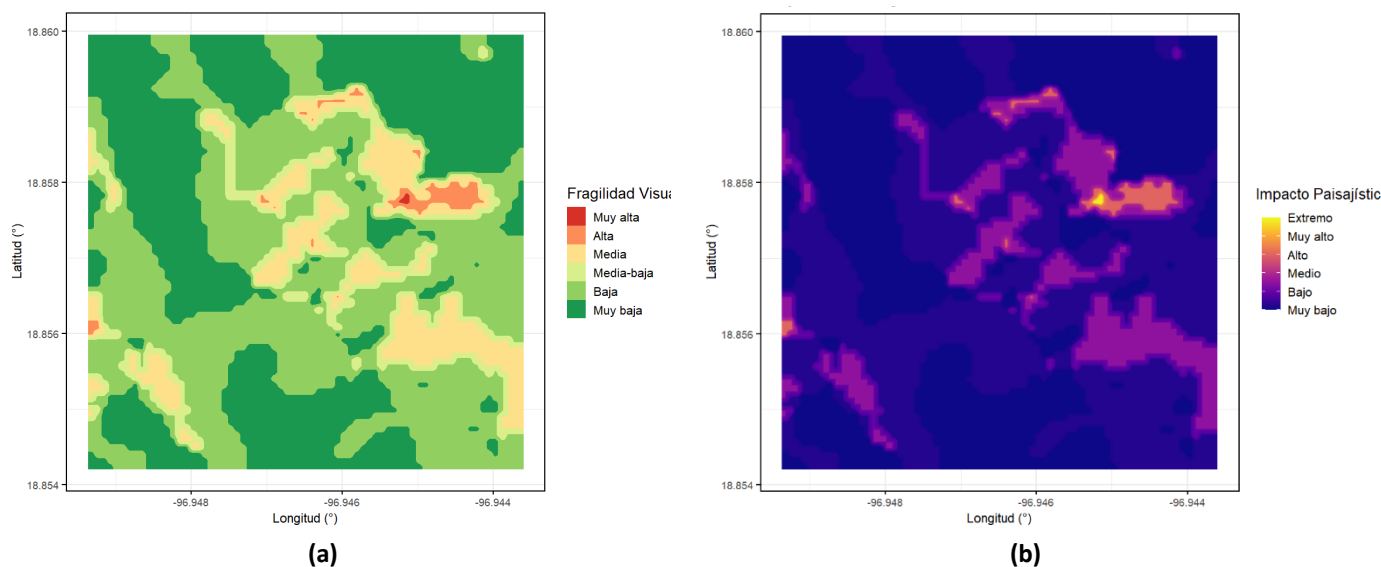 18.860
18.858
18.856
18.854
Latitud (°)
-96.948
-96.946
-96.944
Longitud (°)
Fragilidad Visua
Muy alta
Alta
Media
Media-baja
Baja
Muy baja
(a)
18.860
18.858
18.856
18.854
Latitud (°)
-96.948
-96.946
-96.944
Longitud (°)
Impacto Paisajístic
Extremo
Muy alto
Alto
Medio
Bajo
Muy bajo
(b)